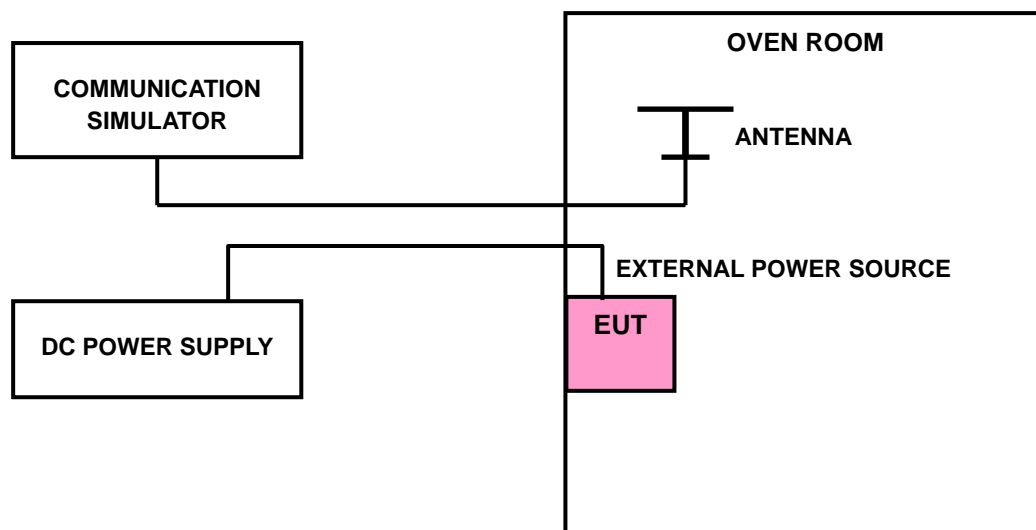 OVEN ROOM
COMMUNICATION
SIMULATOR
ANTENNA
EXTERNAL POWER SOURCE
EUT
DC POWER SUPPLY